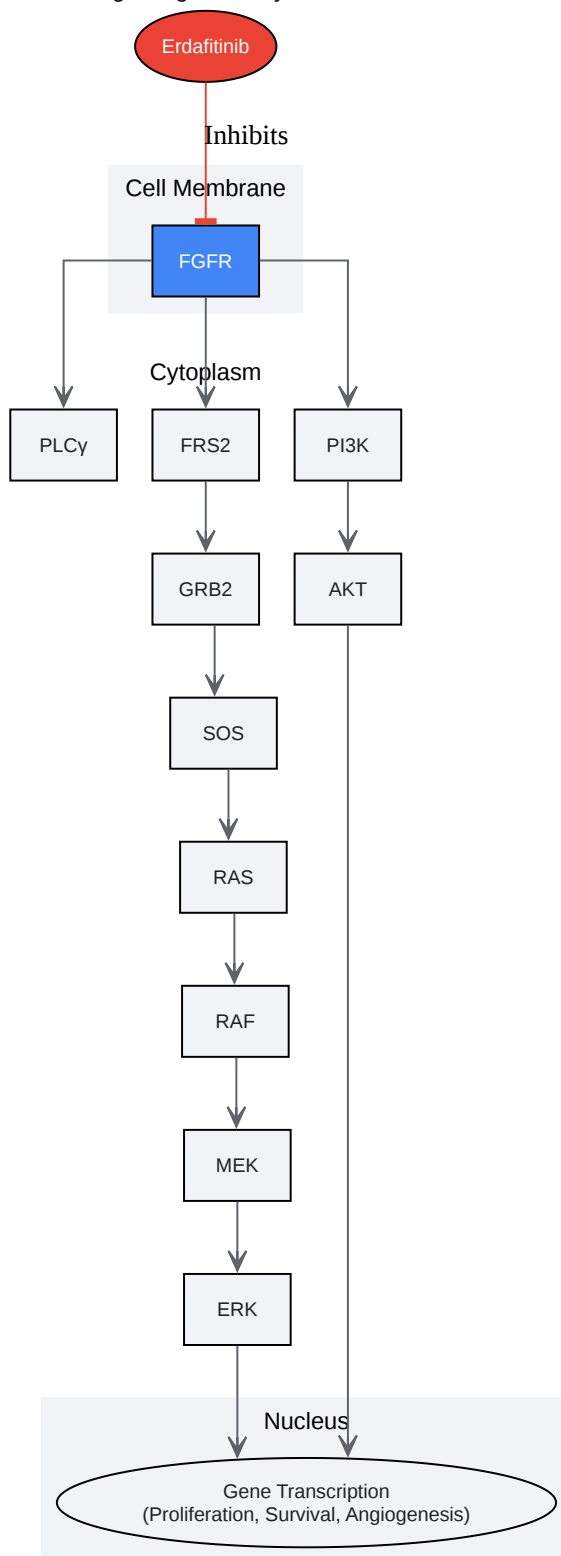 Erdafitinib
Inhibits
Cell Membrane
FGFR
Cytoplasm
PLCγ
FRS2
PI3K
GRB2
AKT
SOS
RAS
RAF
MEK
ERK
Nucleus
Gene Transcription
(Proliferation, Survival, Angiogenesis)